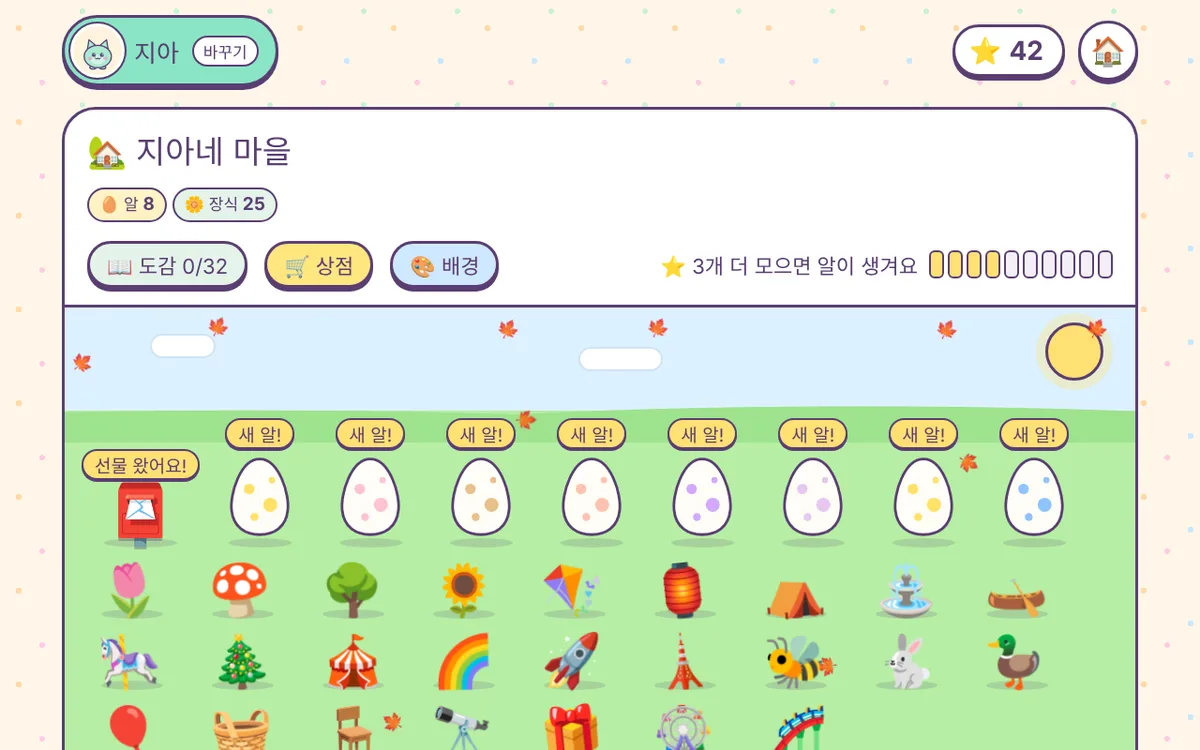 지아 바꾸기
42
지아네 마을
알 8 장식 25
도감 0/32 상점 배경 3개 더 모으면 알이 생겨요
새 알! 새 알! 새 알! 새 알! 새 알! 새 알! 새 알! 새 알!
선물 왔어요!